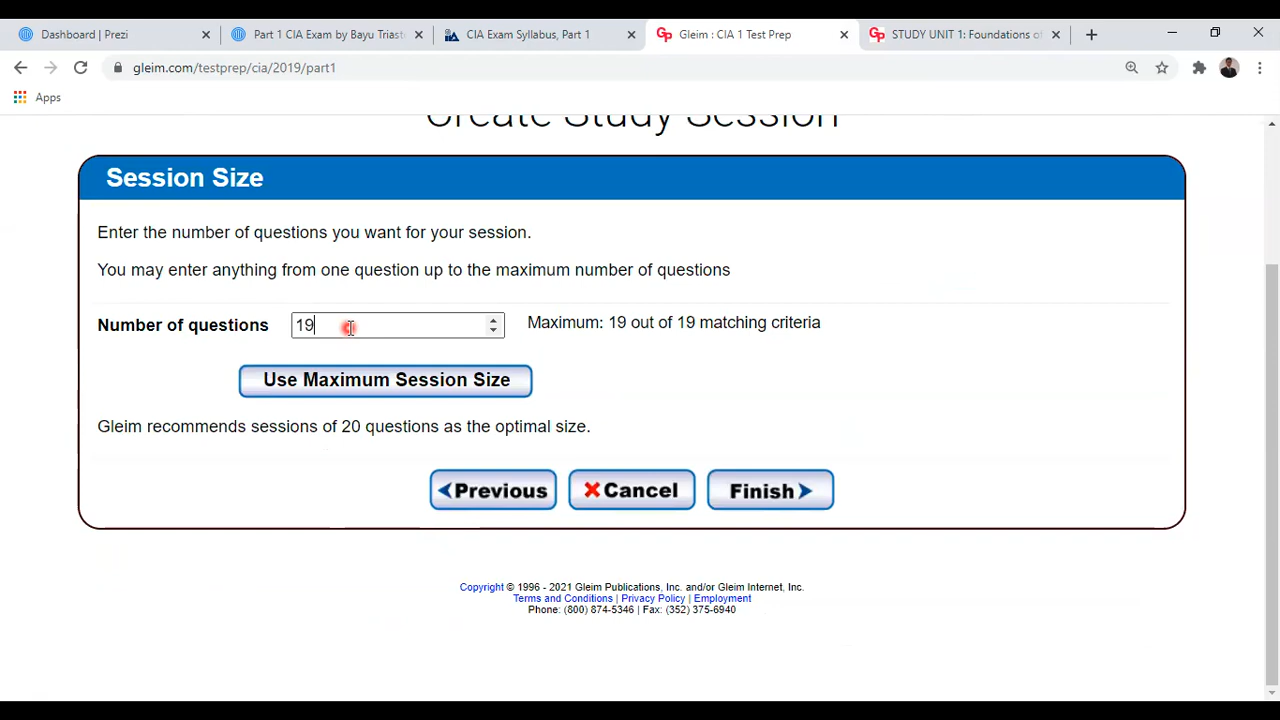 Dashboard | Prezi
Part 1 CIA Exam by Bayu Triast
CIA Exam Syllabus, Part 1
Gleim : CIA 1 Test Prep
STUDY UNIT 1: Foundations of
gleim.com/testprep/cia/2019/part1
Apps
Create Study Session
Session Size
Enter the number of questions you want for your session.
You may enter anything from one question up to the maximum number of questions
Number of questions 19 Maximum: 19 out of 19 matching criteria
Use Maximum Session Size
Gleim recommends sessions of 20 questions as the optimal size.
Previous Cancel Finish
Copyright © 1996 - 2021 Gleim Publications, Inc. and/or Gleim Internet, Inc.
Terms and Conditions | Privacy Policy | Employment
Phone: (800) 874-5346 | Fax: (352) 375-6940